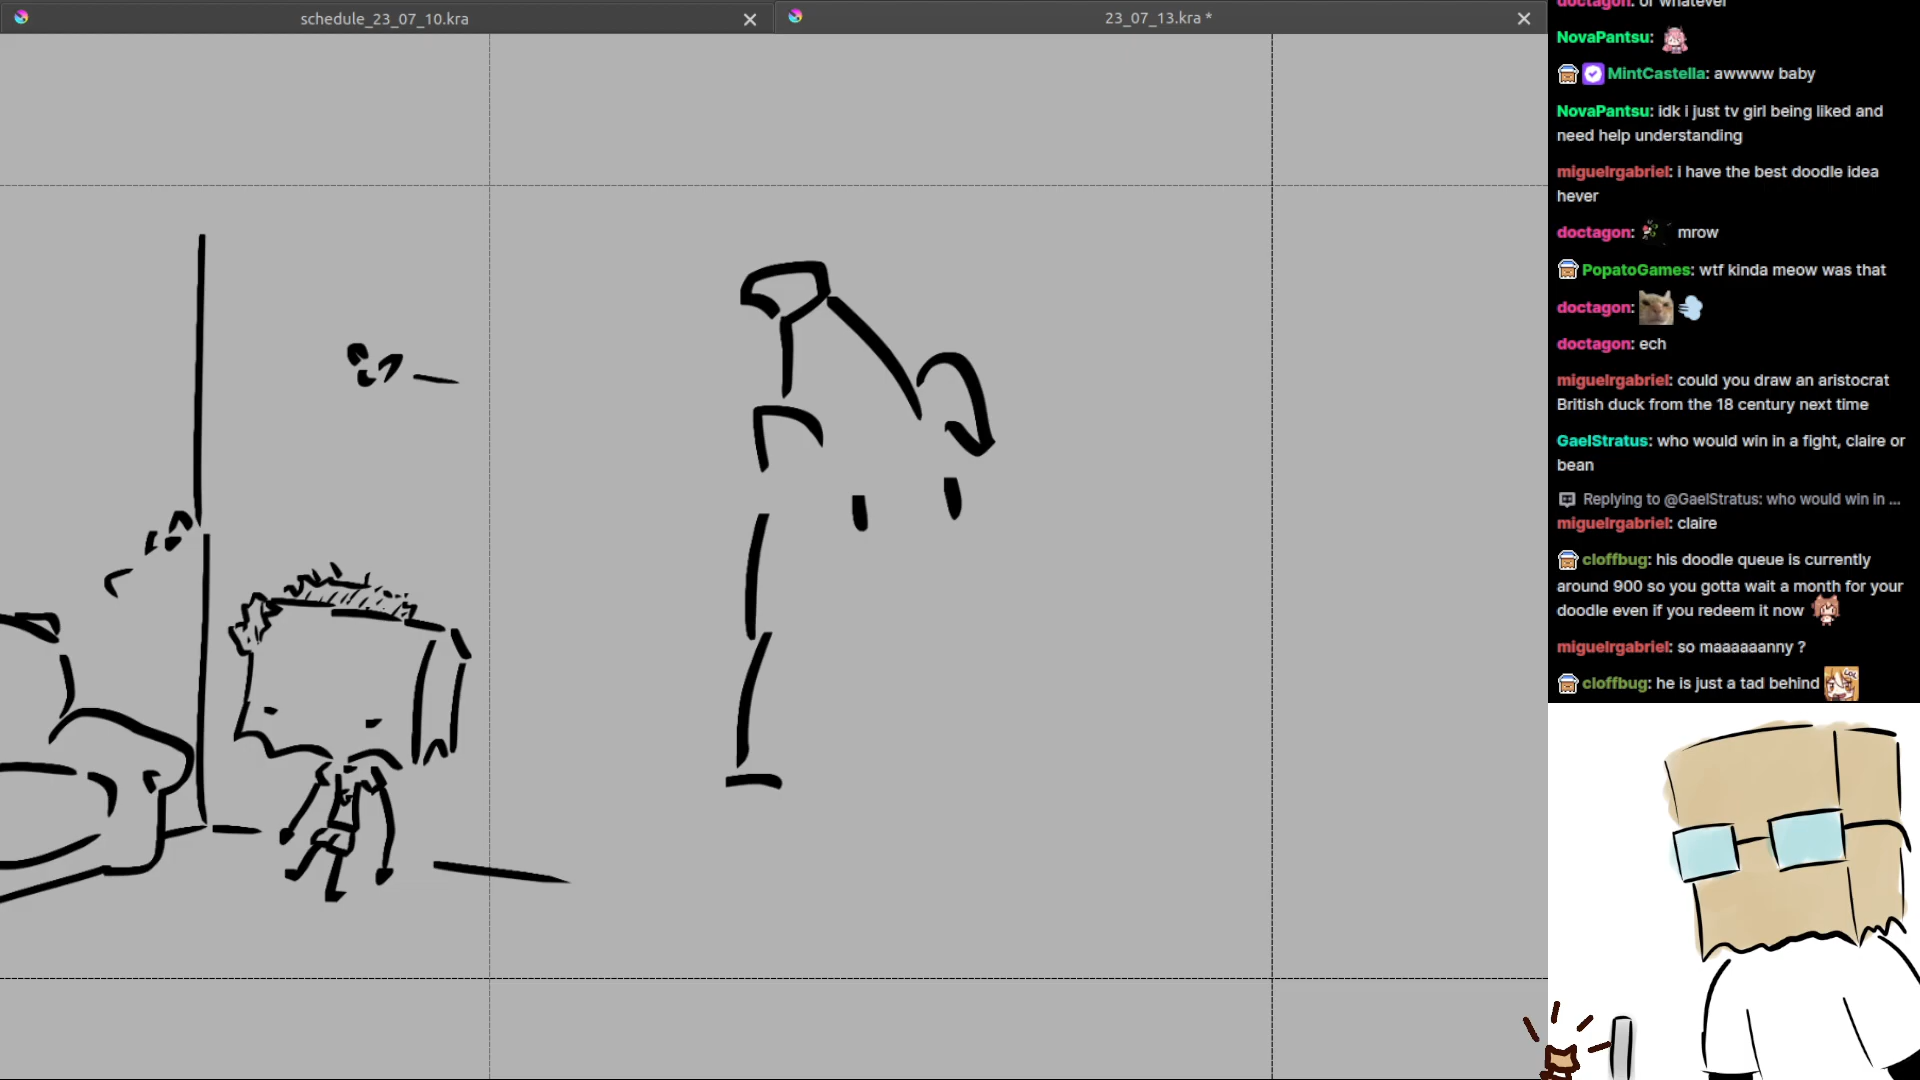 schedule_23_07_10.kra
23_07_13.kra *
doctagon: or whatever
NovaPantsu:
MintCastella: awwww baby
NovaPantsu: idk i just tv girl being liked and
need help understanding
miguelrgabriel: i have the best doodle idea
hever
doctagon: mrow
PopatoGames: wtf kinda meow was that
doctagon:
doctagon: ech
miguelrgabriel: could you draw an aristocrat
British duck from the 18 century next time
GaelStratus: who would win in a fight, claire or
bean
Replying to @GaelStratus: who would win in ...
miguelrgabriel: claire
cloffbug: his doodle queue is currently
around 900 so you gotta wait a month for your
doodle even if you redeem it now
miguelrgabriel: so maaaaaanny ?
cloffbug: he is just a tad behind